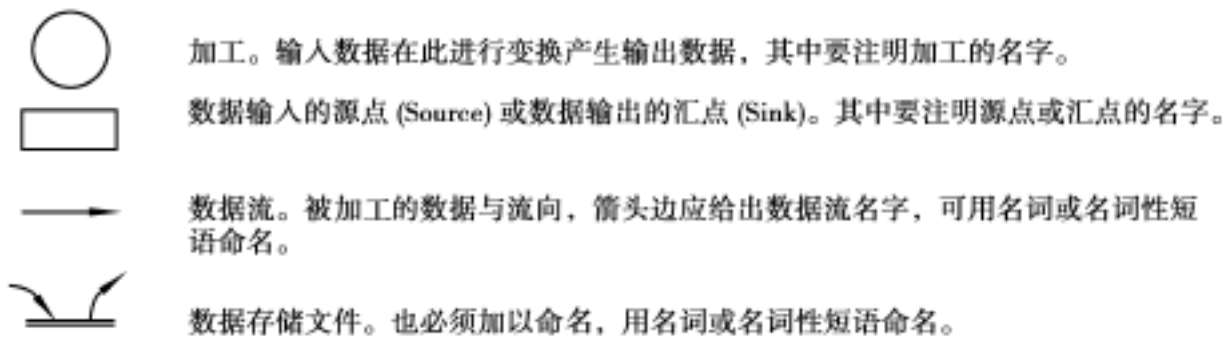 加工。输入数据在此进行变换产生输出数据，其中要注明加工的名字。
数据输入的源点 (Source) 或数据输出的汇点 (Sink)。其中要注明源点或汇点的名字。
数据流。被加工的数据与流向，箭头边应给出数据流名字，可用名词或名词性短
语命名。
数据存储文件。也必须加以命名，用名词或名词性短语命名。